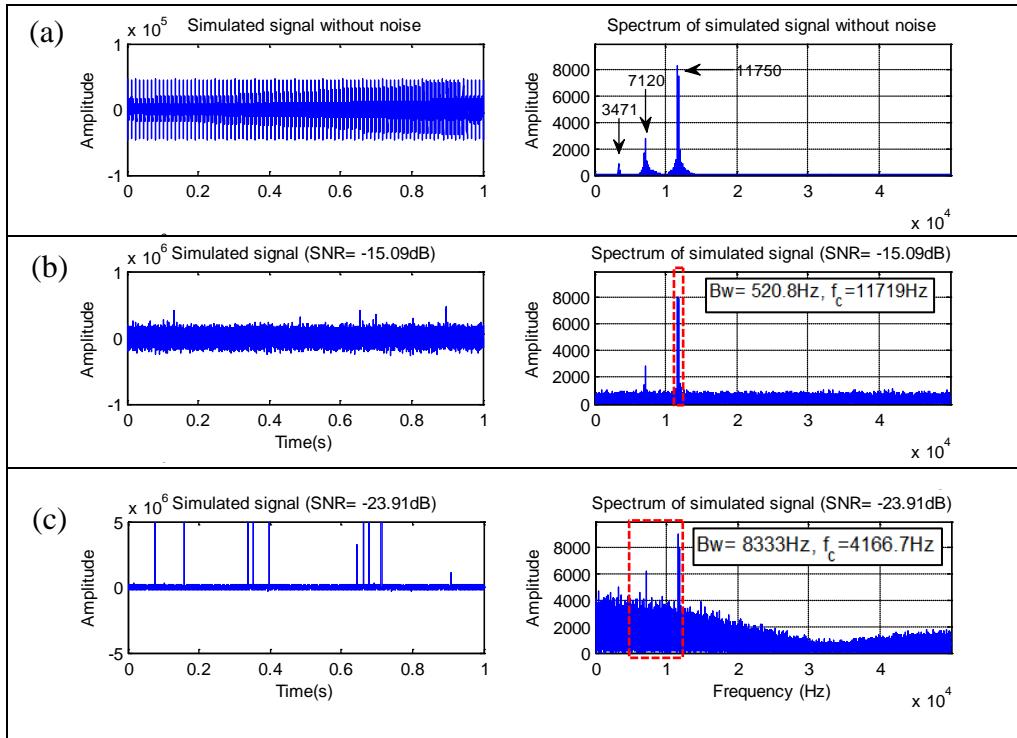 (a)
x 10^5
Simulated signal without noise
1
0
-1
Amplitude
0 0.2 0.4 0.6 0.8 1
Spectrum of simulated signal without noise
8000
6000
4000
2000
0
Amplitude
3471
7120
11750
0 1 2 3 4
x 10^4
(b)
x 10^6 Simulated signal (SNR= -15.09dB)
1
0
-1
Amplitude
0 0.2 0.4 0.6 0.8 1
Time(s)
Spectrum of simulated signal (SNR= -15.09dB)
8000
6000
4000
2000
0
Amplitude
Bw= 520.8Hz, f_c=11719Hz
0 1 2 3 4
x 10^4
(c)
x 10^6 Simulated signal (SNR= -23.91dB)
5
0
-5
Amplitude
0 0.2 0.4 0.6 0.8 1
Time(s)
Spectrum of simulated signal (SNR= -23.91dB)
8000
6000
4000
2000
0
Amplitude
Bw= 8333Hz, f_c=4166.7Hz
0 1 2 3 4
Frequency (Hz)
x 10^4